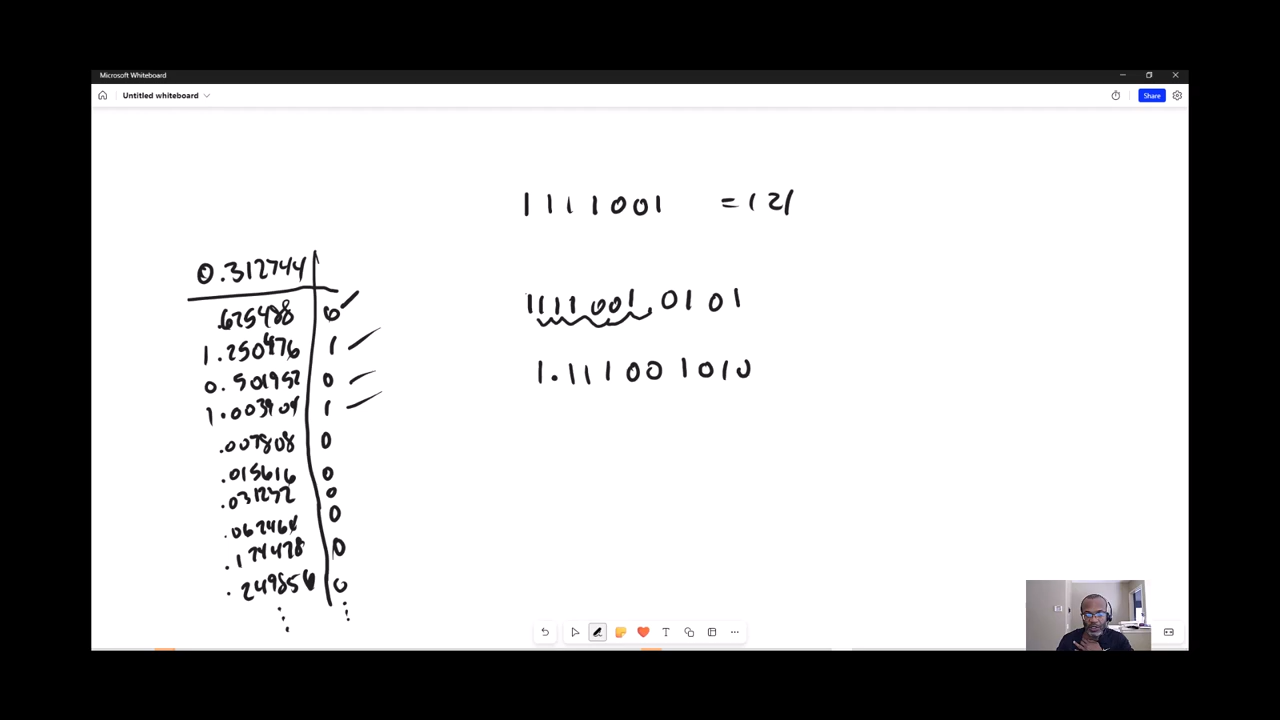 Microsoft Whiteboard
Untitled whiteboard
Share
1111001 = 121
0.312744
.625488 0
1.250976 1
0.501952 0
1.003904 1
.007808 0
.015616 0
.031232 0
.062464 0
.124928 0
.249856 0
1111001.0101
1.111001010
T